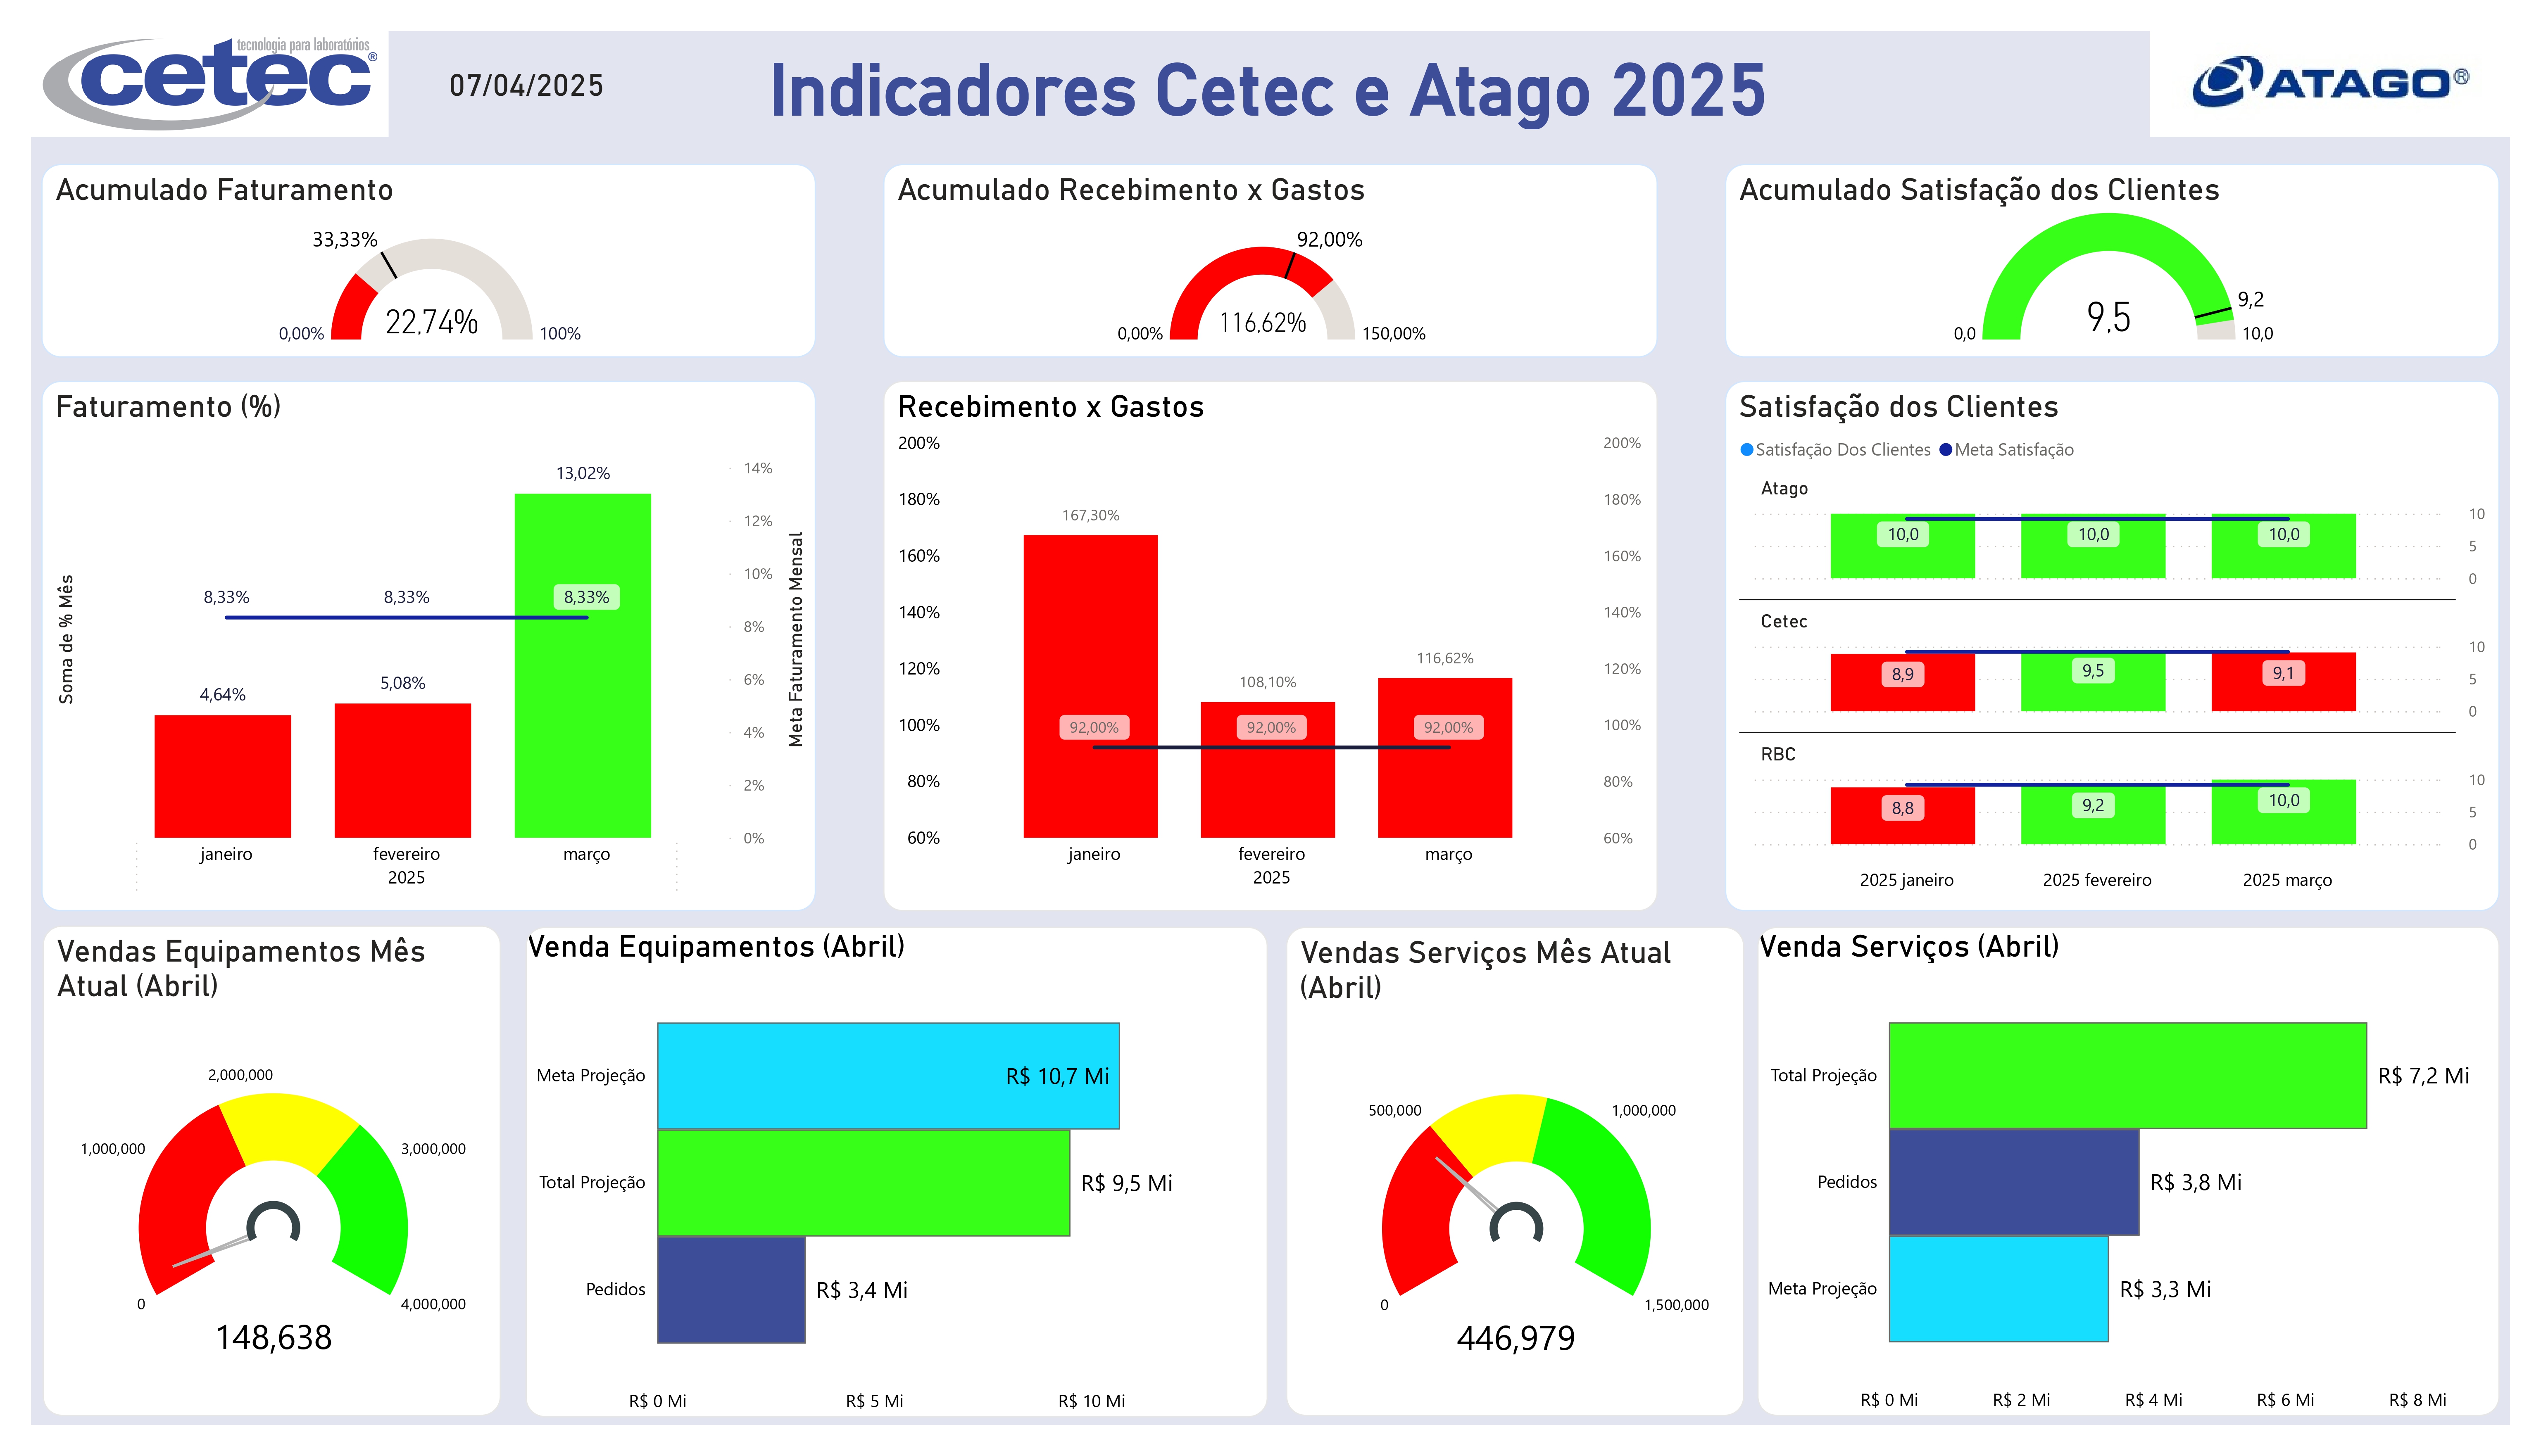 tecnologia para laboratórios
cetec®
07/04/2025
Indicadores Cetec e Atago 2025
ATAGO®
Acumulado Faturamento
33,33%
22,74%
0,00%
100%
Acumulado Recebimento x Gastos
92,00%
116,62%
0,00%
150,00%
Acumulado Satisfação dos Clientes
9,2
9,5
0,0
10,0
Faturamento (%)
Soma de % Mês
13,02%
8,33%
8,33%
8,33%
4,64%
5,08%
14%
12%
10%
8%
6%
4%
2%
0%
Meta Faturamento Mensal
janeiro
fevereiro
março
2025
Recebimento x Gastos
200%
180%
160%
140%
120%
100%
80%
60%
167,30%
108,10%
116,62%
92,00%
92,00%
92,00%
200%
180%
160%
140%
120%
100%
80%
60%
janeiro
fevereiro
março
2025
Satisfação dos Clientes
Satisfação Dos Clientes
Meta Satisfação
Atago
10,0
10,0
10,0
10
5
0
Cetec
8,9
9,5
9,1
10
5
0
RBC
8,8
9,2
10,0
10
5
0
2025 janeiro
2025 fevereiro
2025 março
Vendas Equipamentos Mês
Atual (Abril)
2,000,000
1,000,000
3,000,000
0
4,000,000
148,638
Venda Equipamentos (Abril)
Meta Projeção
R$ 10,7 Mi
Total Projeção
R$ 9,5 Mi
Pedidos
R$ 3,4 Mi
R$ 0 Mi
R$ 5 Mi
R$ 10 Mi
Vendas Serviços Mês Atual
(Abril)
500,000
1,000,000
0
1,500,000
446,979
Venda Serviços (Abril)
Total Projeção
R$ 7,2 Mi
Pedidos
R$ 3,8 Mi
Meta Projeção
R$ 3,3 Mi
R$ 0 Mi
R$ 2 Mi
R$ 4 Mi
R$ 6 Mi
R$ 8 Mi